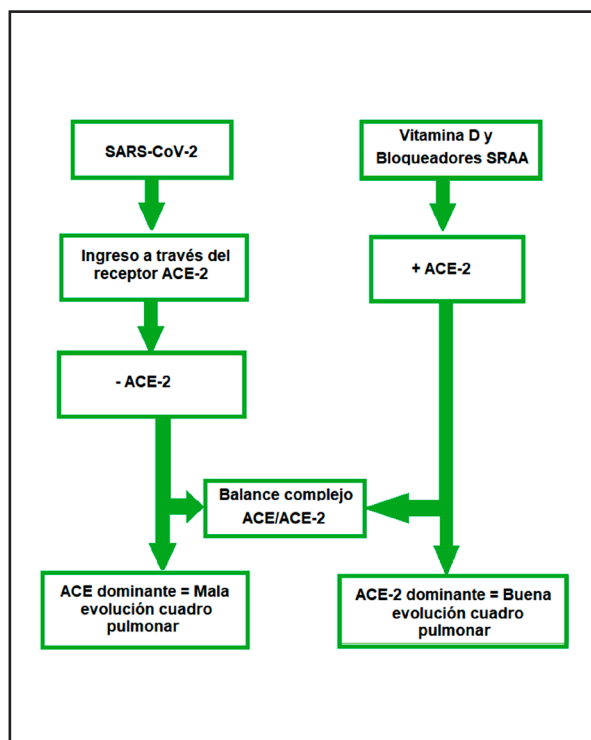 SARS-CoV-2
Vitamina D y
Bloqueadores SRAA
Ingreso a través del
receptor ACE-2
+ ACE-2
- ACE-2
Balance complejo
ACE/ACE-2
ACE dominante = Mala
evolución cuadro
pulmonar
ACE-2 dominante = Buena
evolución cuadro
pulmonar